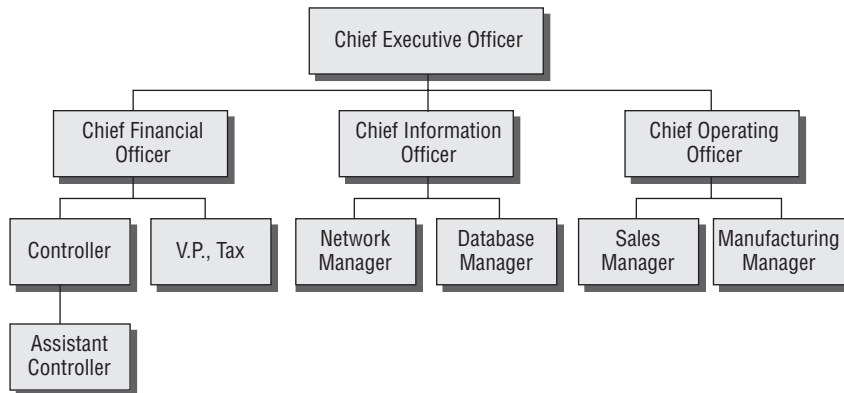 Chief Executive Officer
Chief Financial
Officer
Chief Information
Officer
Chief Operating
Officer
Controller
V.P., Tax
Network
Manager
Database
Manager
Sales
Manager
Manufacturing
Manager
Assistant
Controller